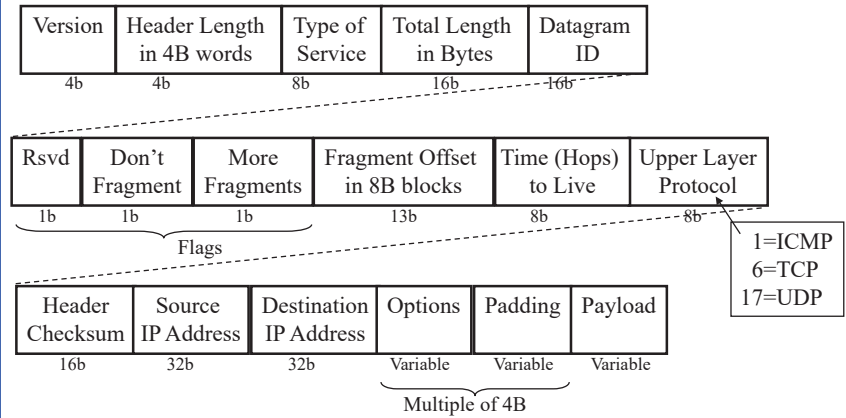 Version
Header Length
in 4B words
Type of
Service
Total Length
in Bytes
Datagram
ID
4b
4b
8b
16b
16b
Rsvd
Don't
Fragment
More
Fragments
Fragment Offset
in 8B blocks
Time (Hops)
to Live
Upper Layer
Protocol
1b
1b
1b
13b
8b
8b
Flags
1=ICMP
6=TCP
17=UDP
Header
Checksum
Source
IP Address
Destination
IP Address
Options
Padding
Payload
16b
32b
32b
Variable
Variable
Variable
Multiple of 4B